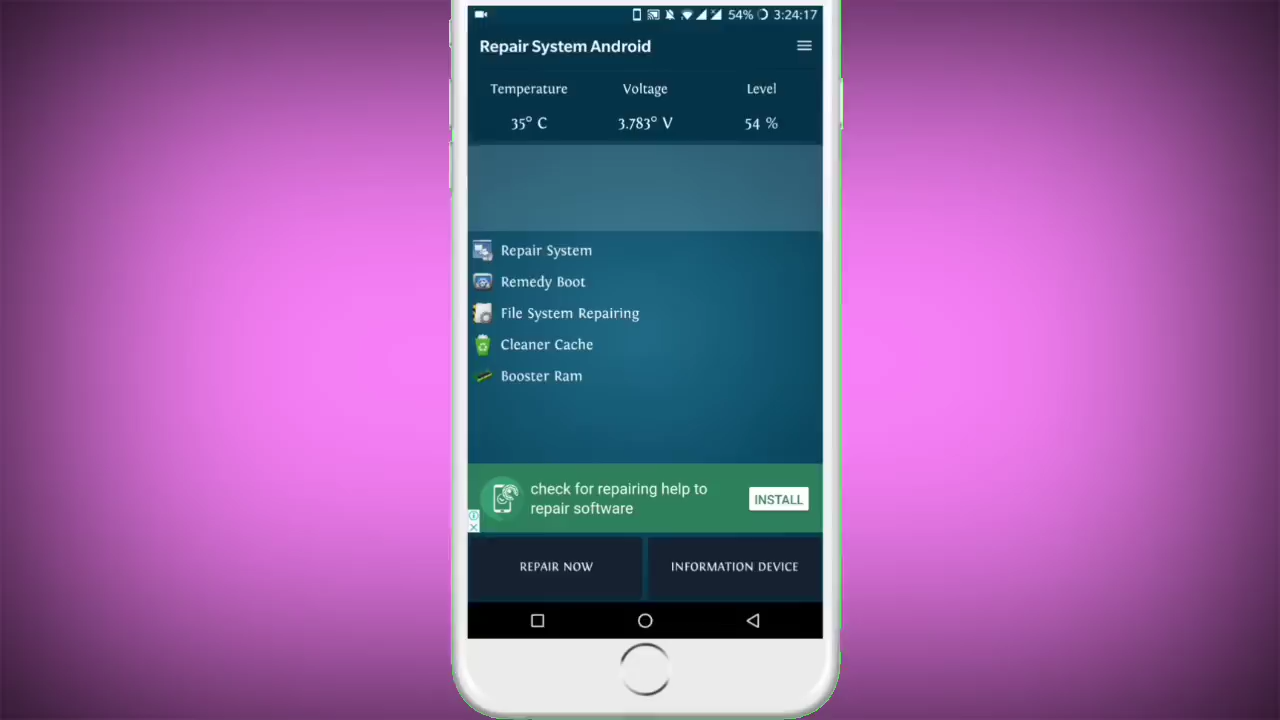 54% 3:24:17
Repair System Android
Temperature Voltage Level
35° C 3.783° V 54 %
Repair System
Remedy Boot
File System Repairing
Cleaner Cache
Booster Ram
check for repairing help to
repair software
INSTALL
REPAIR NOW INFORMATION DEVICE